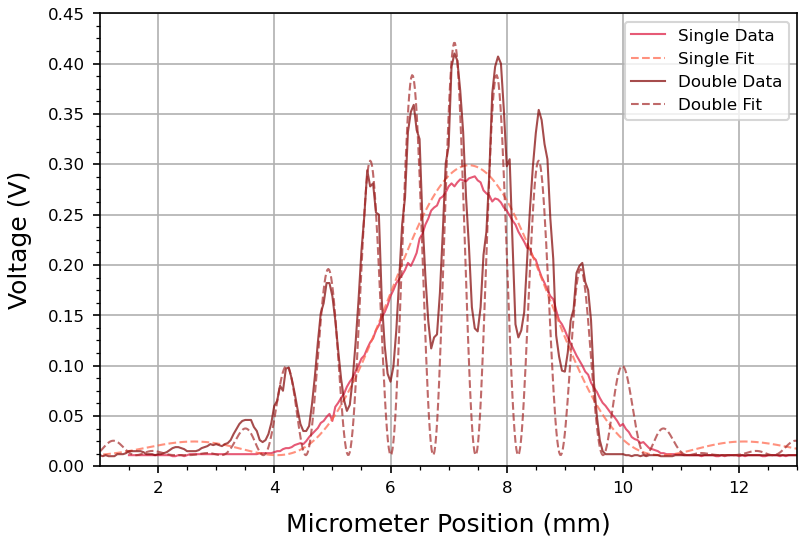 0.45
0.40
0.35
0.30
0.25
0.20
0.15
0.10
0.05
0.00
Voltage (V)
Single Data
Single Fit
Double Data
Double Fit
2 4 6 8 10 12
Micrometer Position (mm)